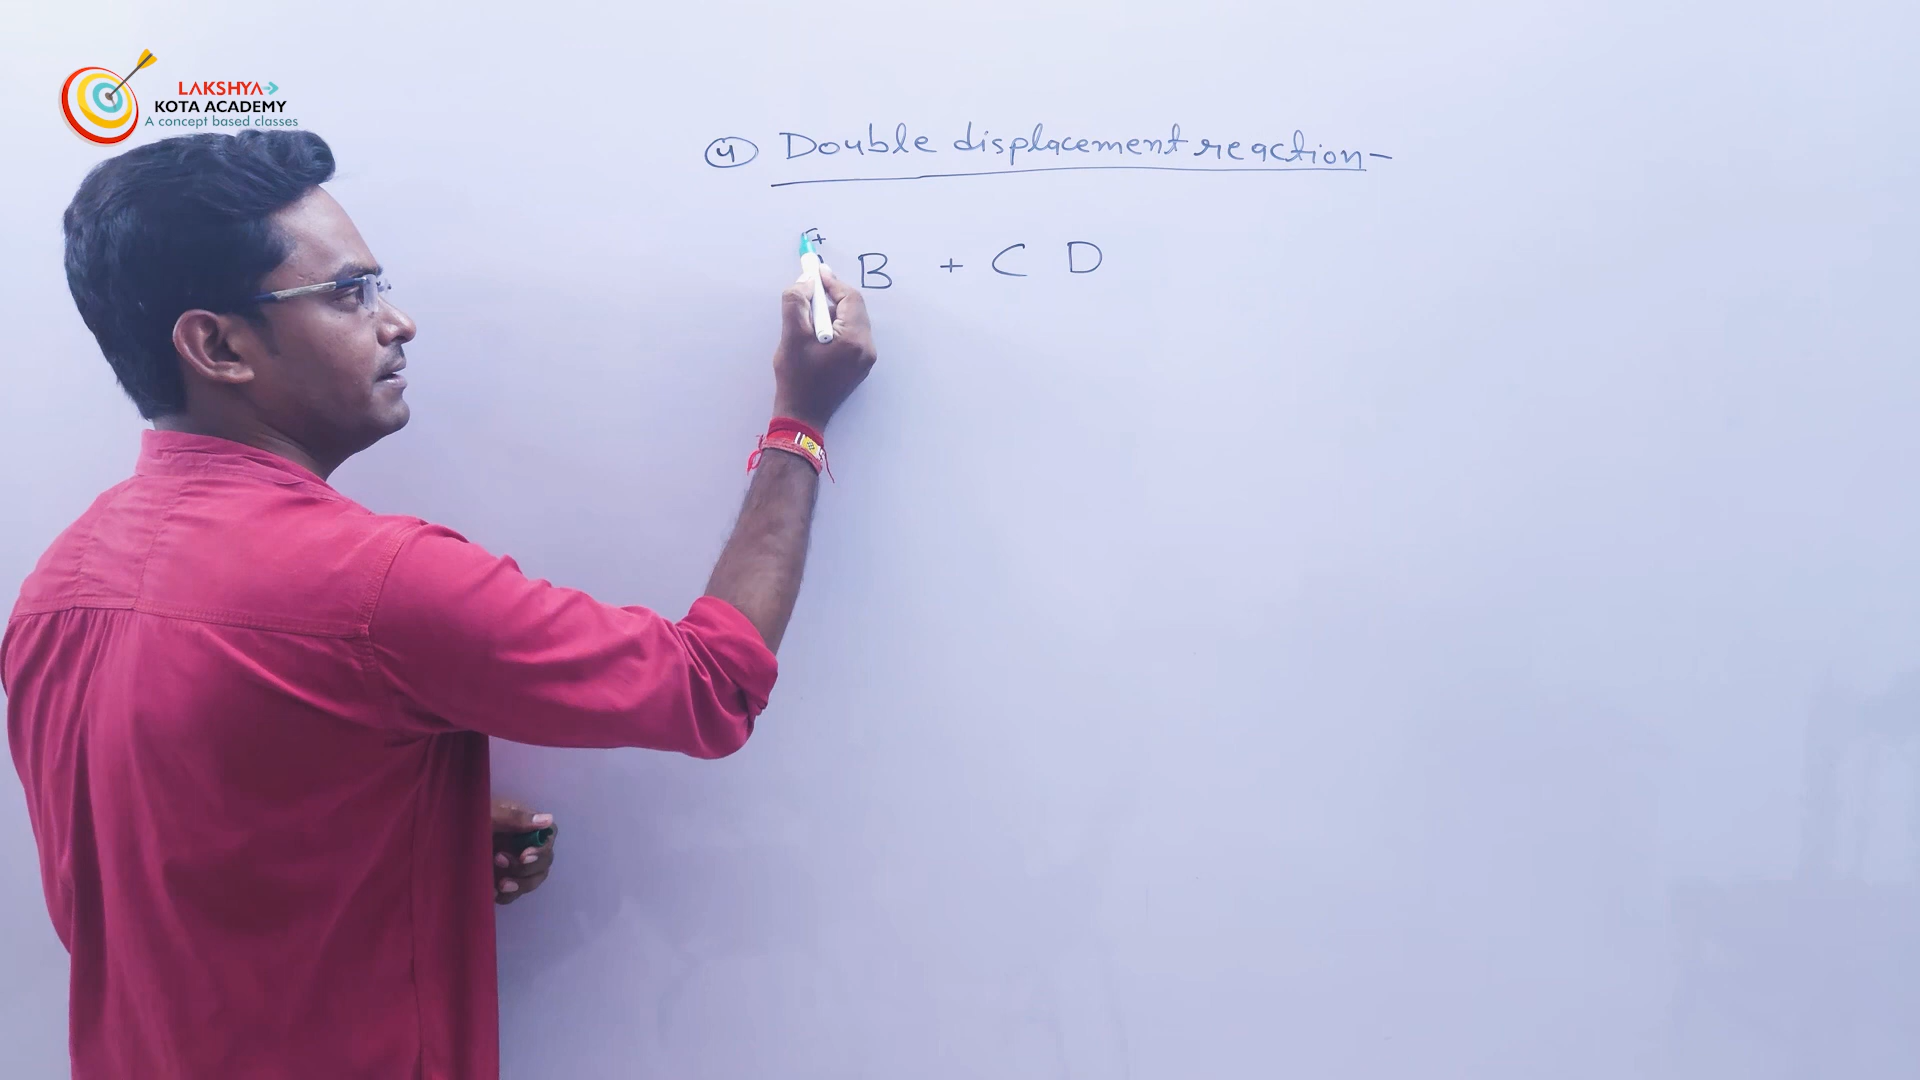 LAKSHYA
KOTA ACADEMY
A concept based classes
4 Double displacement reaction-
+
B + C D